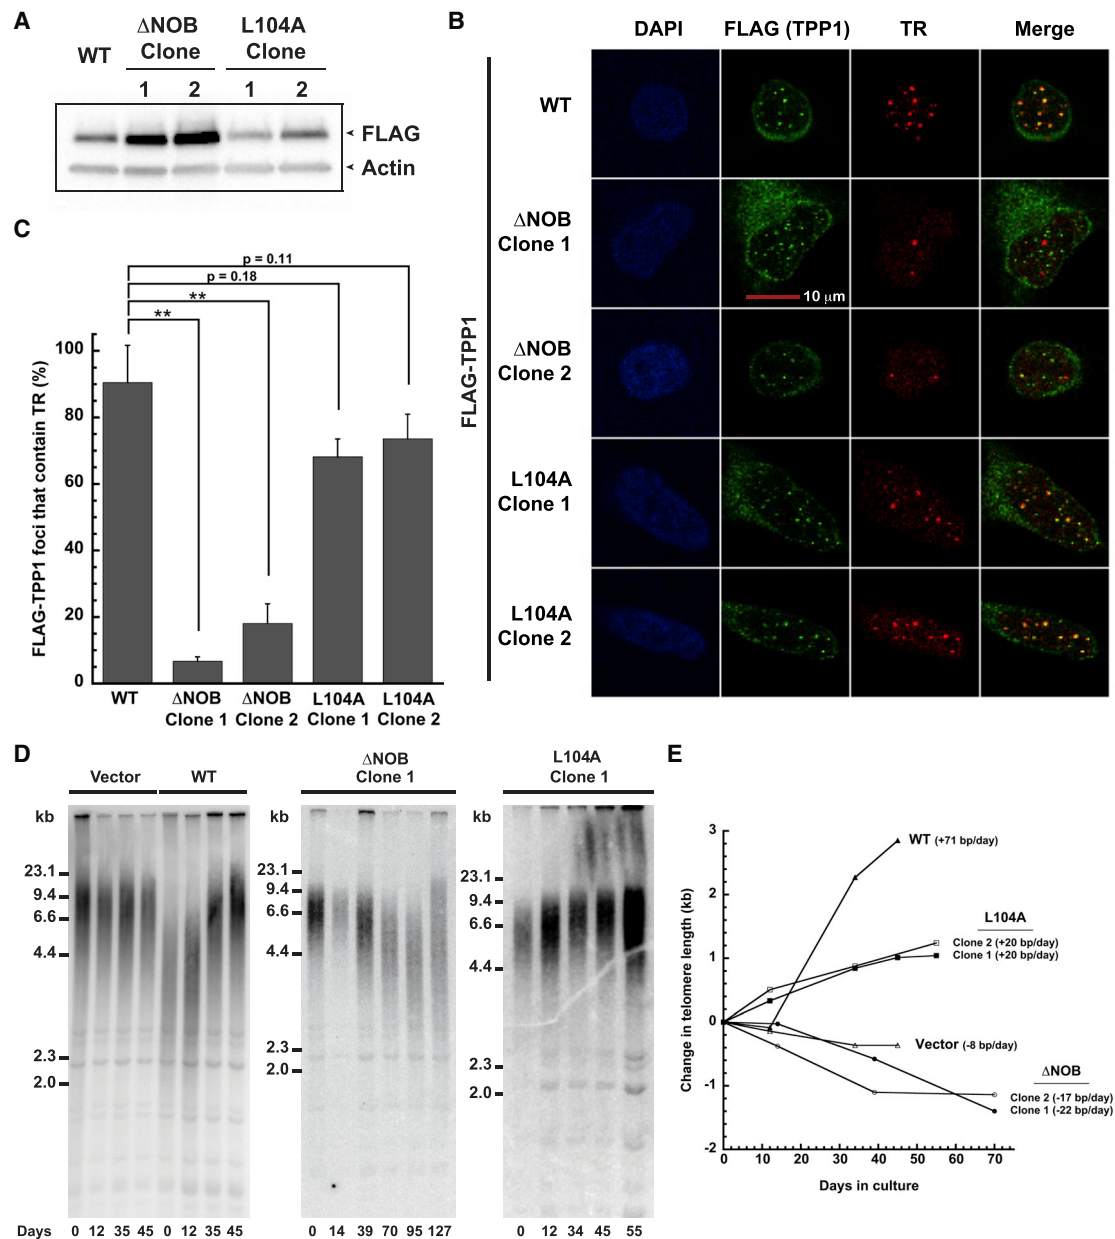 A
WT
ΔNOB
Clone
L104A
Clone
1 2 1 2
FLAG
Actin
B
DAPI FLAG (TPP1) TR Merge
FLAG-TPP1
WT
ΔNOB
Clone 1
10 μm
ΔNOB
Clone 2
L104A
Clone 1
L104A
Clone 2
C
p = 0.11
p = 0.18
**
**
FLAG-TPP1 foci that contain TR (%)
100
80
60
40
20
0
WT
ΔNOB
Clone 1
ΔNOB
Clone 2
L104A
Clone 1
L104A
Clone 2
D
Vector WT
kb
23.1
9.4
6.6
4.4
2.3
2.0
Days 0 12 35 45 0 12 35 45
ΔNOB
Clone 1
kb
23.1
9.4
6.6
4.4
2.3
2.0
0 14 39 70 95 127
L104A
Clone 1
kb
23.1
9.4
6.6
4.4
2.3
2.0
0 12 34 45 55
E
Change in telomere length (kb)
3
2
1
0
-1
-2
WT (+71 bp/day)
L104A
Clone 2 (+20 bp/day)
Clone 1 (+20 bp/day)
Vector (-8 bp/day)
ΔNOB
Clone 2 (-17 bp/day)
Clone 1 (-22 bp/day)
0 10 20 30 40 50 60 70
Days in culture